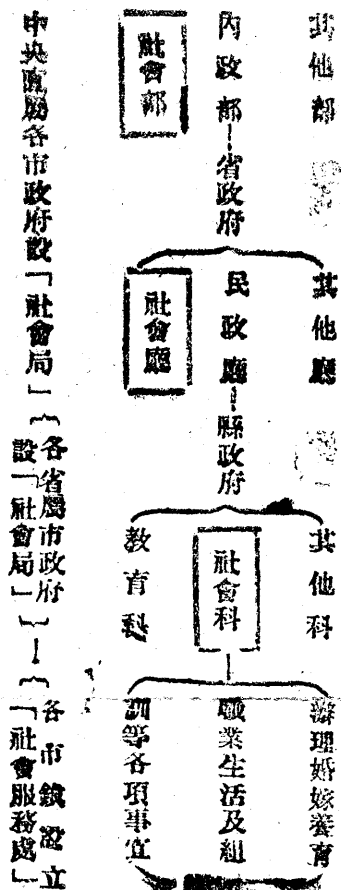 其他部
內政部—省政府
社會部
其他廳
民政廳—縣政府
社會廳
其他科
社會科
教育科
辦理婚嫁養育
職業生活及組
訓等各項事宜
中央直屬各市政府設「社會局」
各省屬市政府
設「社會局」
各市鎮設立
「社會服務處」